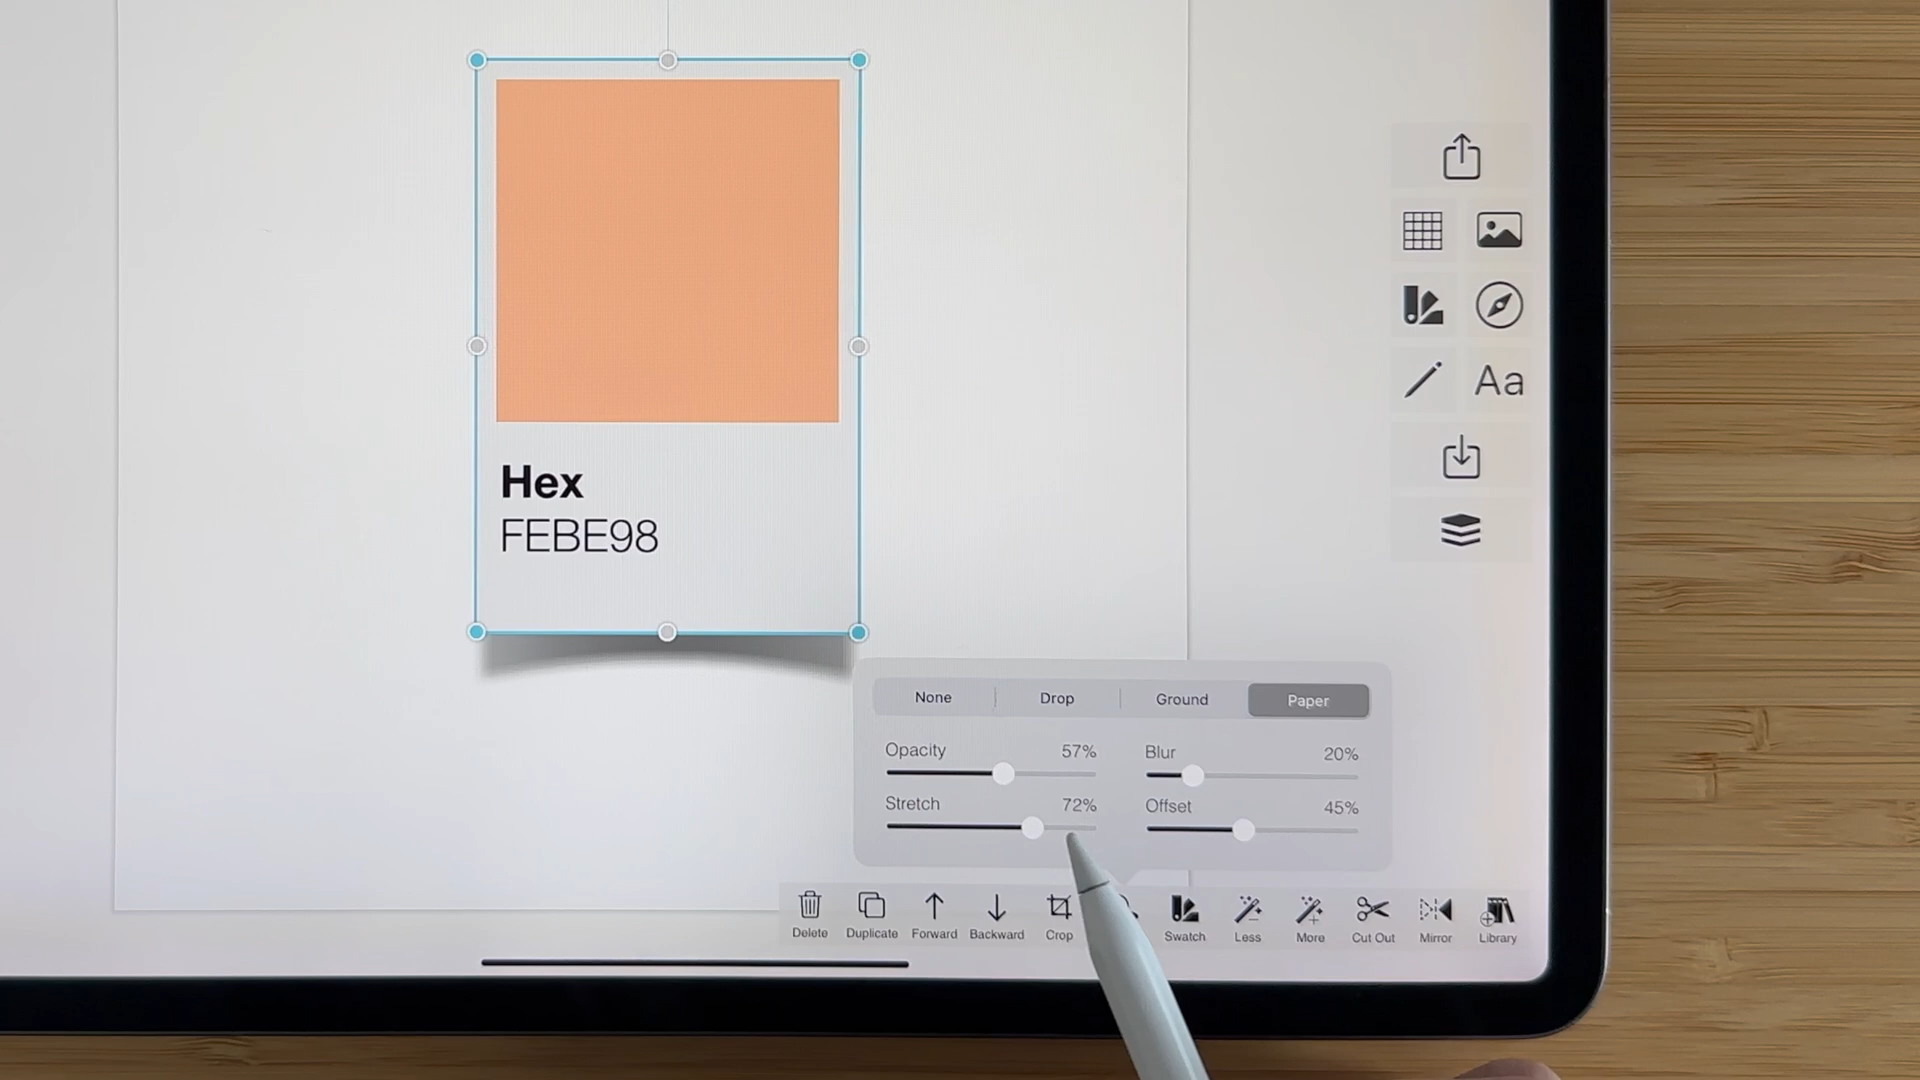 Aa
Hex
FEBE98
None Drop Ground Paper
Opacity 57% Blur 20%
Stretch 72% Offset 45%
Delete Duplicate Forward Backward Crop Swatch Less More Cut Out Mirror Library